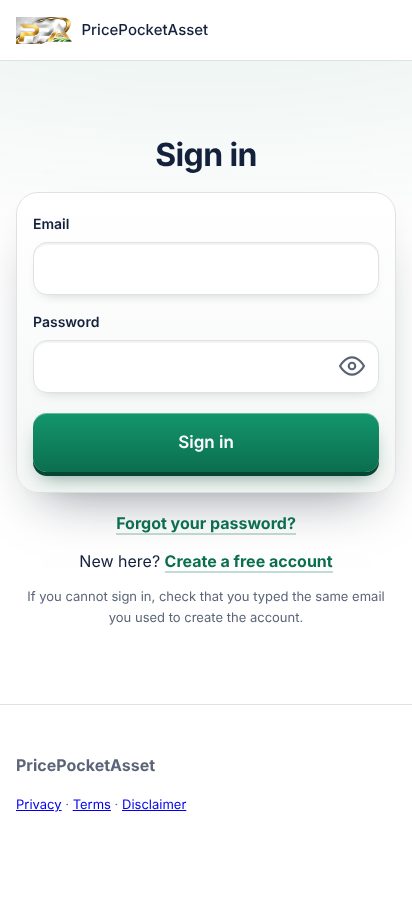 PPA PricePocketAsset
Sign in
Email
Password
Sign in
Forgot your password?
New here? Create a free account
If you cannot sign in, check that you typed the same email
you used to create the account.
PricePocketAsset
Privacy · Terms · Disclaimer